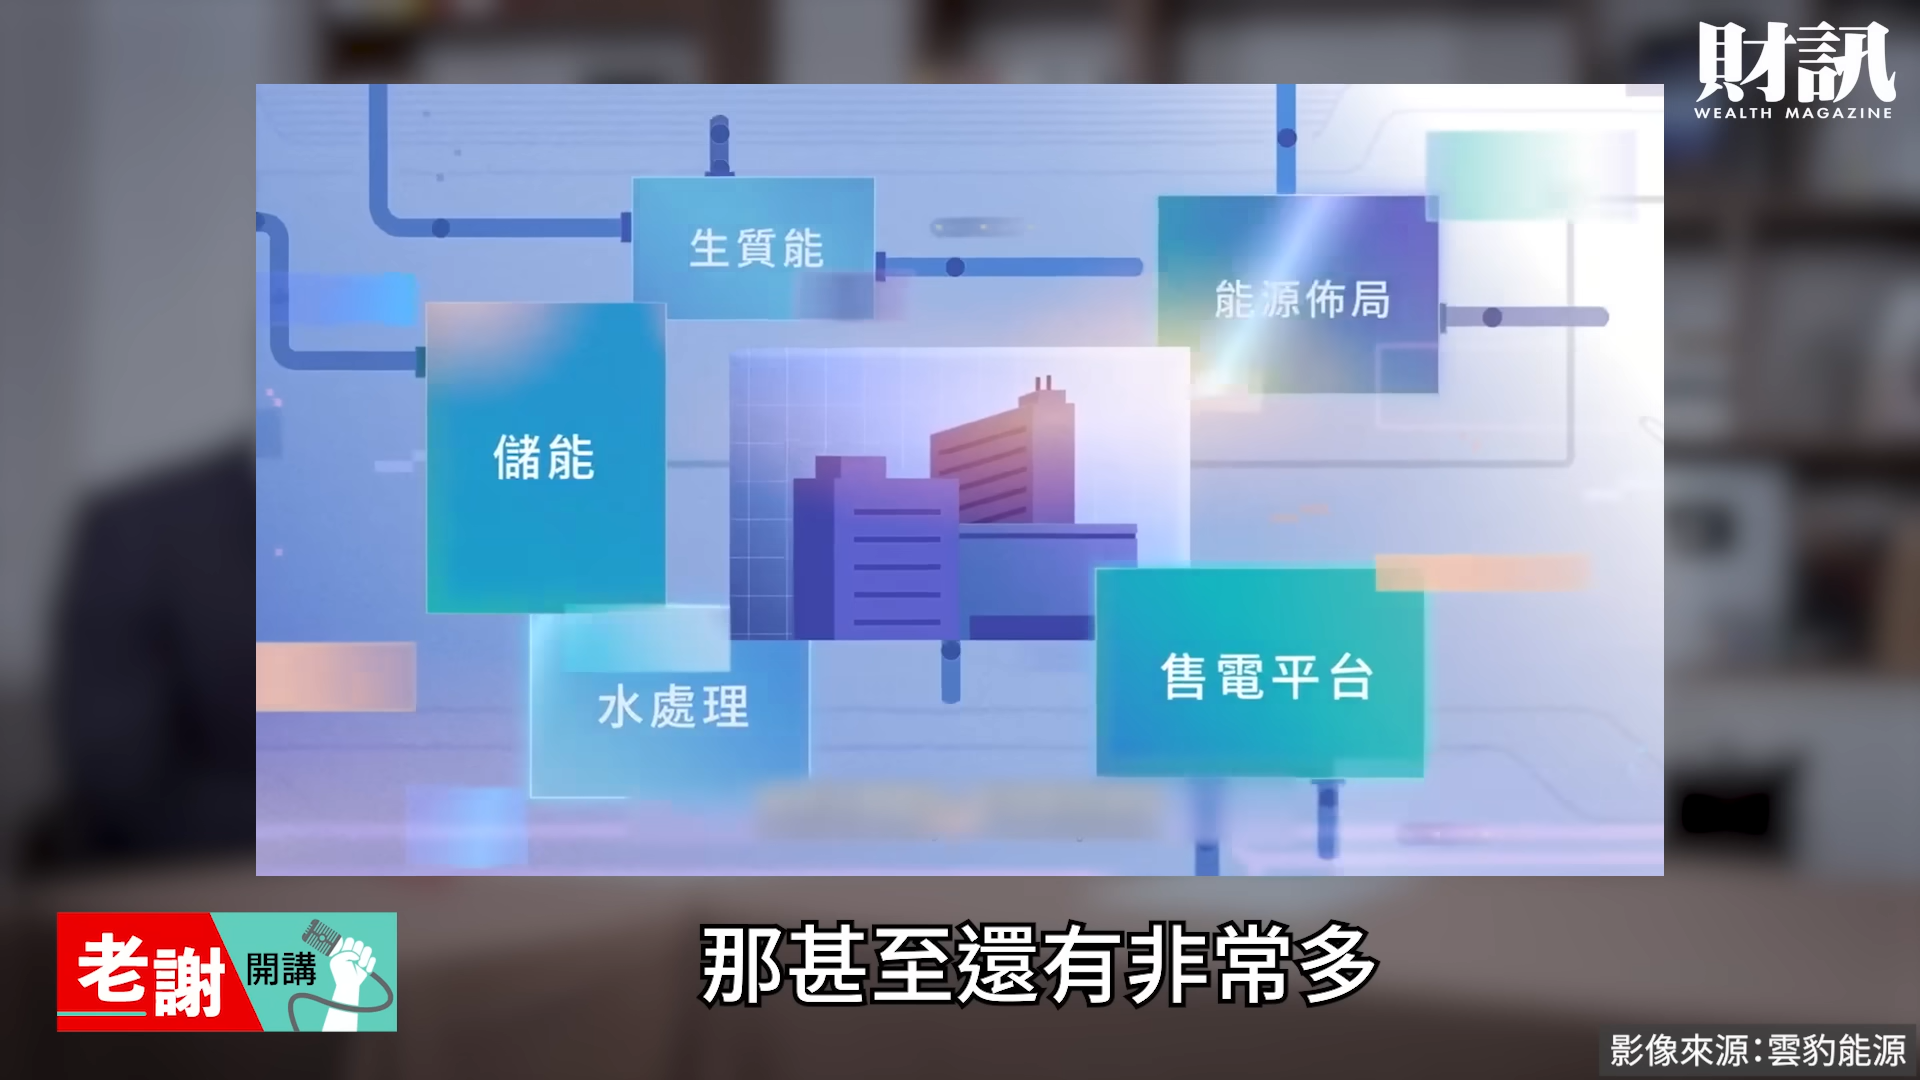 財訊
WEALTH MAGAZINE
生質能
能源佈局
儲能
售電平台
水處理
老謝
開講
那甚至還有非常多
影像來源：雲豹能源